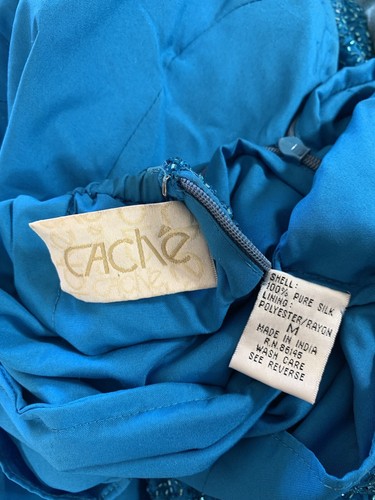 Caché
SHELL:
100% PURE SILK
LINING:
POLYESTER/RAYON
M
MADE IN INDIA
R.N. 86145
WASH CARE
SEE REVERSE